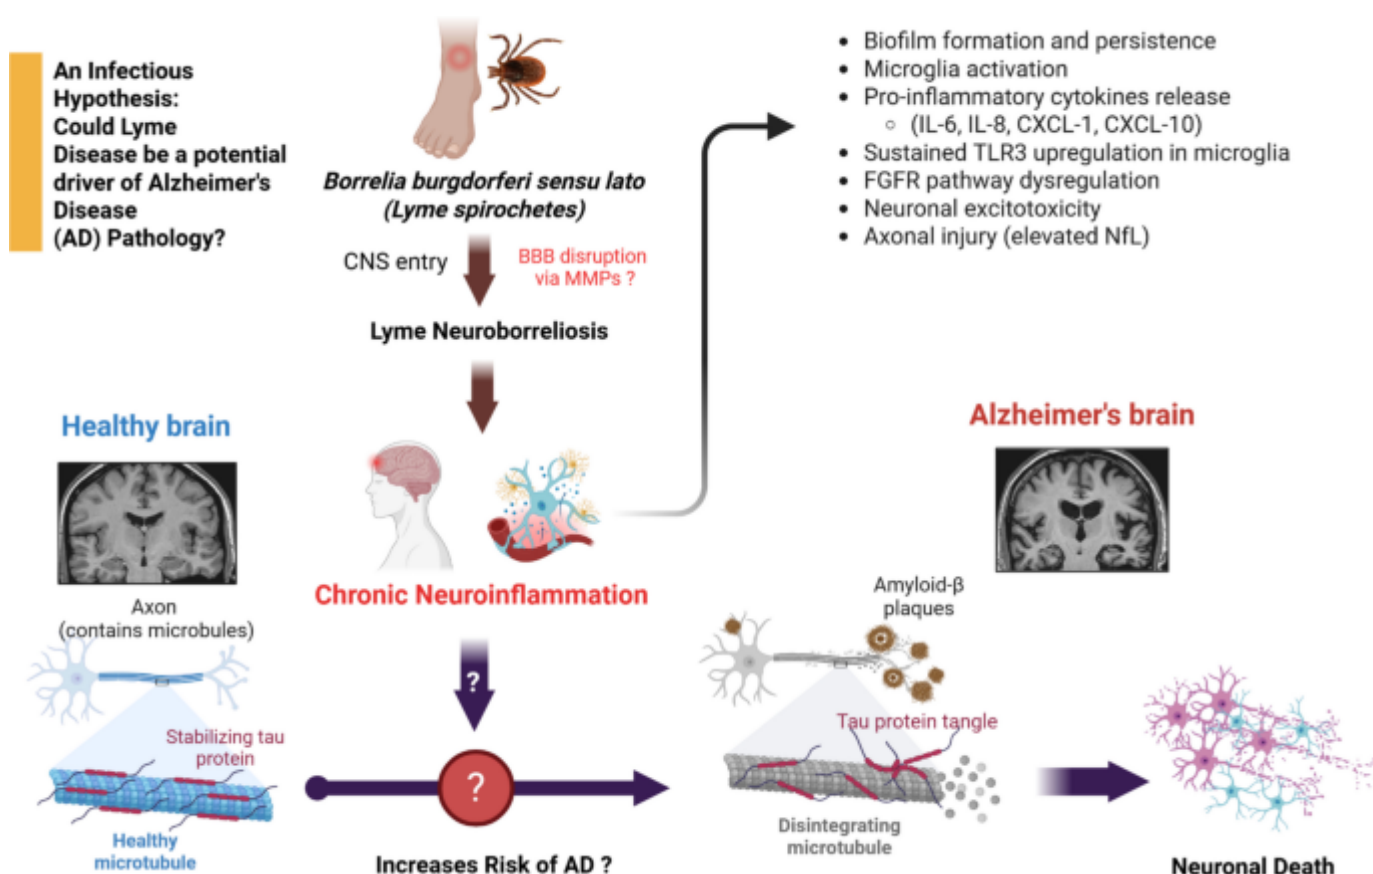 An Infectious
Hypothesis:
Could Lyme
Disease be a potential
driver of Alzheimer's
Disease
(AD) Pathology?
Borrelia burgdorferi sensu lato
(Lyme spirochetes)
CNS entry
BBB disruption
via MMPs ?
Lyme Neuroborreliosis
• Biofilm formation and persistence
• Microglia activation
• Pro-inflammatory cytokines release
○ (IL-6, IL-8, CXCL-1, CXCL-10)
• Sustained TLR3 upregulation in microglia
• FGFR pathway dysregulation
• Neuronal excitotoxicity
• Axonal injury (elevated NfL)
Healthy brain
Axon
(contains microbules)
Stabilizing tau
protein
Healthy
microtubule
Chronic Neuroinflammation
?
?
Increases Risk of AD ?
Alzheimer's brain
Amyloid-β
plaques
Tau protein tangle
Disintegrating
microtubule
Neuronal Death